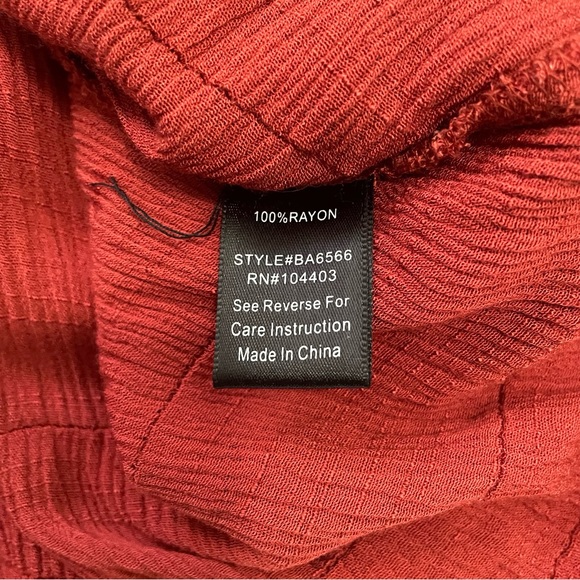 100%RAYON
STYLE#BA6566
RN#104403
See Reverse For
Care Instruction
Made In China